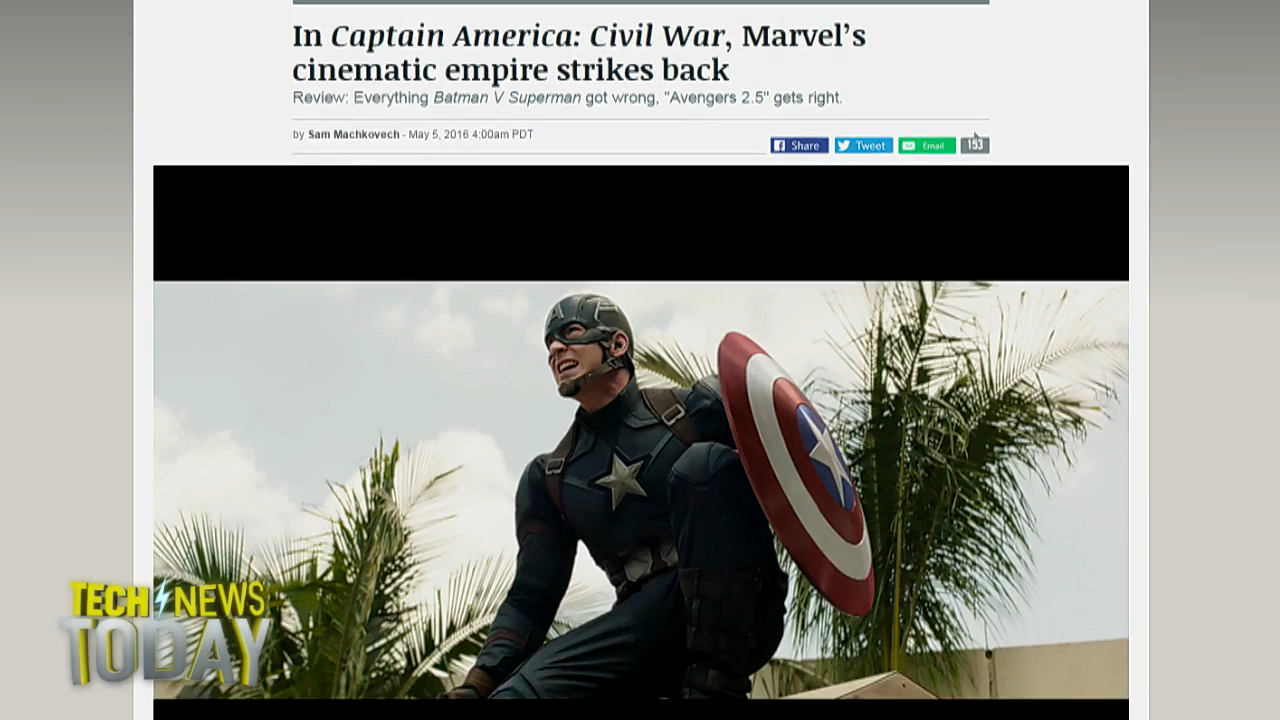 In Captain America: Civil War, Marvel's
cinematic empire strikes back
Review: Everything Batman V Superman got wrong, "Avengers 2.5" gets right.
by Sam Machkovech - May 5, 2016 4:00am PDT
Share
Tweet
Email
153
A
TECH NEWS
TODAY